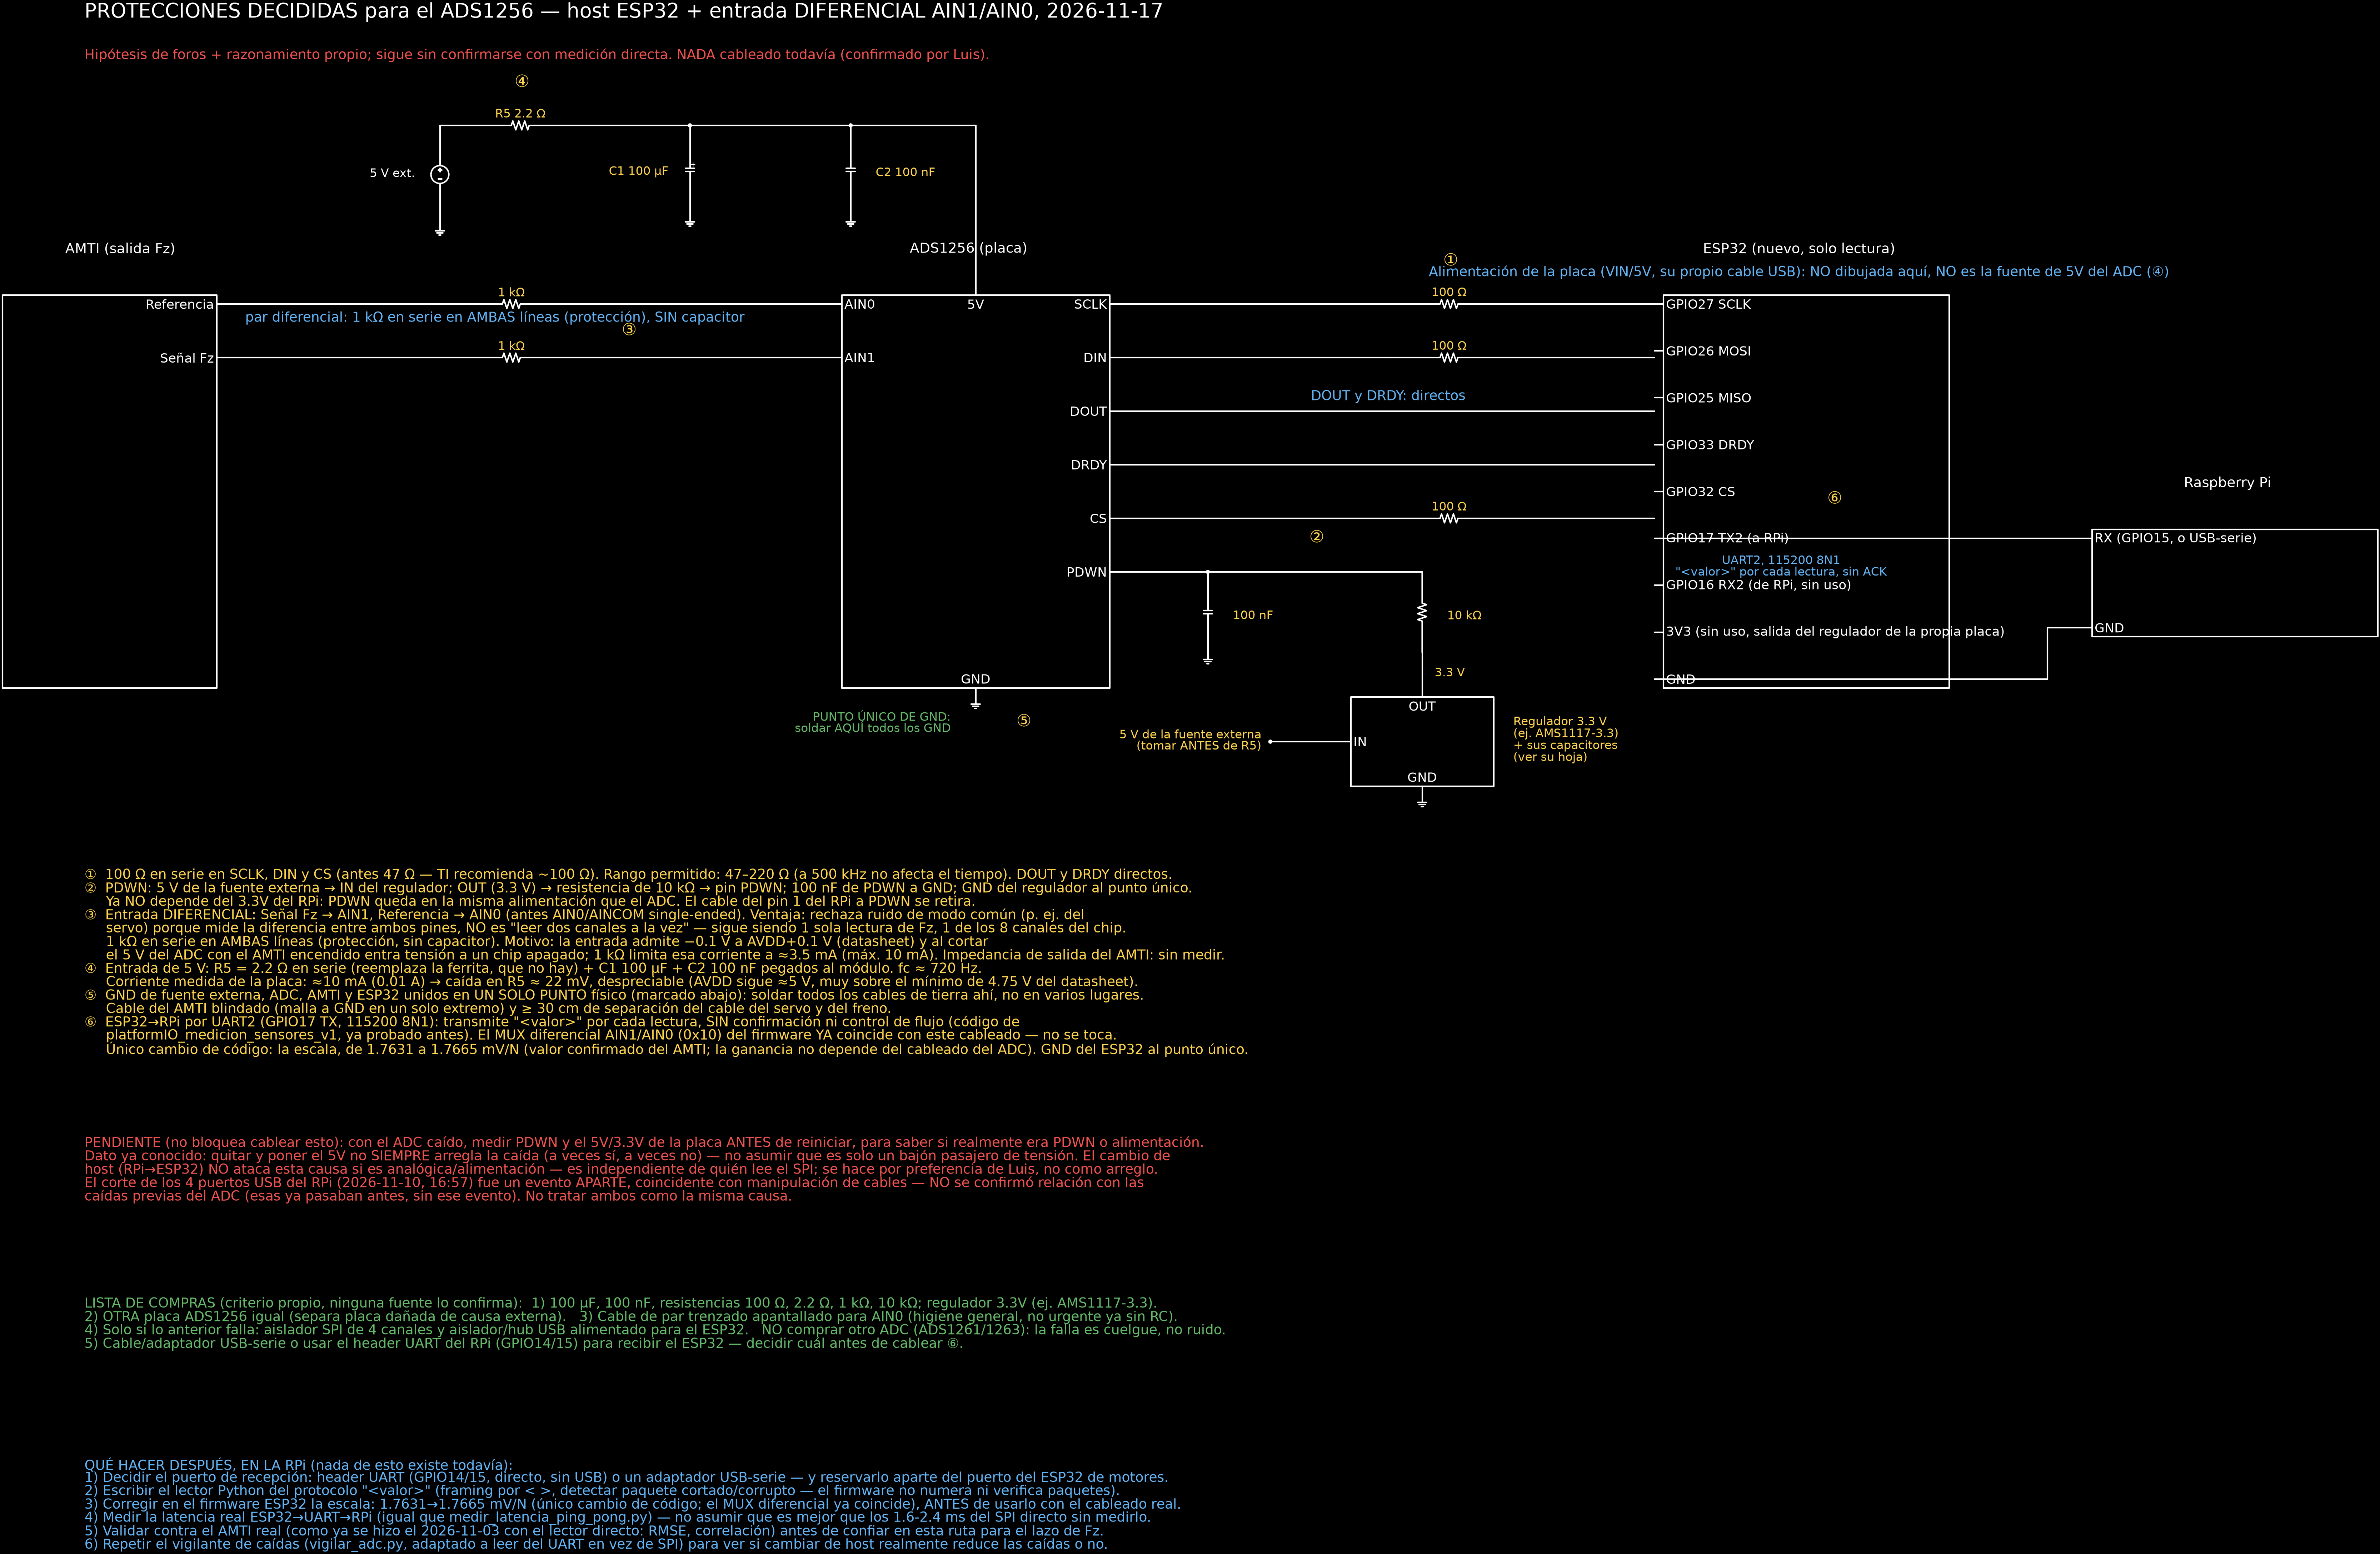 PROTECCIONES DECIDIDAS para el ADS1256 — host ESP32 + entrada DIFERENCIAL AIN1/AIN0, 2026-11-17
Hipótesis de foros + razonamiento propio; sigue sin confirmarse con medición directa. NADA cableado todavía (confirmado por Luis).
④
R5 2.2 Ω
5 V ext.
C1 100 µF
C2 100 nF
AMTI (salida Fz)
ADS1256 (placa)
ESP32 (nuevo, solo lectura)
①
Alimentación de la placa (VIN/5V, su propio cable USB): NO dibujada aquí, NO es la fuente de 5V del ADC (④)
Referencia
1 kΩ
AIN0
5V
SCLK
100 Ω
GPIO27 SCLK
par diferencial: 1 kΩ en serie en AMBAS líneas (protección), SIN capacitor
③
Señal Fz
1 kΩ
AIN1
DIN
100 Ω
GPIO26 MOSI
DOUT y DRDY: directos
GPIO25 MISO
DOUT
GPIO33 DRDY
DRDY
Raspberry Pi
GPIO32 CS
⑥
CS
100 Ω
②
GPIO17 TX2 (a RPi)
RX (GPIO15, o USB-serie)
UART2, 115200 8N1
"<valor>" por cada lectura, sin ACK
PDWN
GPIO16 RX2 (de RPi, sin uso)
100 nF
10 kΩ
3V3 (sin uso, salida del regulador de la propia placa)
GND
3.3 V
GND
GND
PUNTO ÚNICO DE GND:
soldar AQUÍ todos los GND
⑤
OUT
5 V de la fuente externa
(tomar ANTES de R5)
IN
GND
Regulador 3.3 V
(ej. AMS1117-3.3)
+ sus capacitores
(ver su hoja)
① 100 Ω en serie en SCLK, DIN y CS (antes 47 Ω — TI recomienda ~100 Ω). Rango permitido: 47–220 Ω (a 500 kHz no afecta el tiempo). DOUT y DRDY directos.
② PDWN: 5 V de la fuente externa → IN del regulador; OUT (3.3 V) → resistencia de 10 kΩ → pin PDWN; 100 nF de PDWN a GND; GND del regulador al punto único.
Ya NO depende del 3.3V del RPi: PDWN queda en la misma alimentación que el ADC. El cable del pin 1 del RPi a PDWN se retira.
③ Entrada DIFERENCIAL: Señal Fz → AIN1, Referencia → AIN0 (antes AIN0/AINCOM single-ended). Ventaja: rechaza ruido de modo común (p. ej. del
servo) porque mide la diferencia entre ambos pines, NO es "leer dos canales a la vez" — sigue siendo 1 sola lectura de Fz, 1 de los 8 canales del chip.
1 kΩ en serie en AMBAS líneas (protección, sin capacitor). Motivo: la entrada admite −0.1 V a AVDD+0.1 V (datasheet) y al cortar
el 5 V del ADC con el AMTI encendido entra tensión a un chip apagado; 1 kΩ limita esa corriente a ≈3.5 mA (máx. 10 mA). Impedancia de salida del AMTI: sin medir.
④ Entrada de 5 V: R5 = 2.2 Ω en serie (reemplaza la ferrita, que no hay) + C1 100 µF + C2 100 nF pegados al módulo. fc ≈ 720 Hz.
Corriente medida de la placa: ≈10 mA (0.01 A) → caída en R5 ≈ 22 mV, despreciable (AVDD sigue ≈5 V, muy sobre el mínimo de 4.75 V del datasheet).
⑤ GND de fuente externa, ADC, AMTI y ESP32 unidos en UN SOLO PUNTO físico (marcado abajo): soldar todos los cables de tierra ahí, no en varios lugares.
Cable del AMTI blindado (malla a GND en un solo extremo) y ≥ 30 cm de separación del cable del servo y del freno.
⑥ ESP32→RPi por UART2 (GPIO17 TX, 115200 8N1): transmite "<valor>" por cada lectura, SIN confirmación ni control de flujo (código de
platformIO_medicion_sensores_v1, ya probado antes). El MUX diferencial AIN1/AIN0 (0x10) del firmware YA coincide con este cableado — no se toca.
Único cambio de código: la escala, de 1.7631 a 1.7665 mV/N (valor confirmado del AMTI; la ganancia no depende del cableado del ADC). GND del ESP32 al punto único.
PENDIENTE (no bloquea cablear esto): con el ADC caído, medir PDWN y el 5V/3.3V de la placa ANTES de reiniciar, para saber si realmente era PDWN o alimentación.
Dato ya conocido: quitar y poner el 5V no SIEMPRE arregla la caída (a veces sí, a veces no) — no asumir que es solo un bajón pasajero de tensión. El cambio de
host (RPi→ESP32) NO ataca esta causa si es analógica/alimentación — es independiente de quién lee el SPI; se hace por preferencia de Luis, no como arreglo.
El corte de los 4 puertos USB del RPi (2026-11-10, 16:57) fue un evento APARTE, coincidente con manipulación de cables — NO se confirmó relación con las
caídas previas del ADC (esas ya pasaban antes, sin ese evento). No tratar ambos como la misma causa.
LISTA DE COMPRAS (criterio propio, ninguna fuente lo confirma): 1) 100 µF, 100 nF, resistencias 100 Ω, 2.2 Ω, 1 kΩ, 10 kΩ; regulador 3.3V (ej. AMS1117-3.3).
2) OTRA placa ADS1256 igual (separa placa dañada de causa externa). 3) Cable de par trenzado apantallado para AIN0 (higiene general, no urgente ya sin RC).
4) Solo si lo anterior falla: aislador SPI de 4 canales y aislador/hub USB alimentado para el ESP32. NO comprar otro ADC (ADS1261/1263): la falla es cuelgue, no ruido.
5) Cable/adaptador USB-serie o usar el header UART del RPi (GPIO14/15) para recibir el ESP32 — decidir cuál antes de cablear ⑥.
QUÉ HACER DESPUÉS, EN LA RPi (nada de esto existe todavía):
1) Decidir el puerto de recepción: header UART (GPIO14/15, directo, sin USB) o un adaptador USB-serie — y reservarlo aparte del puerto del ESP32 de motores.
2) Escribir el lector Python del protocolo "<valor>" (framing por < >, detectar paquete cortado/corrupto — el firmware no numera ni verifica paquetes).
3) Corregir en el firmware ESP32 la escala: 1.7631→1.7665 mV/N (único cambio de código; el MUX diferencial ya coincide), ANTES de usarlo con el cableado real.
4) Medir la latencia real ESP32→UART→RPi (igual que medir_latencia_ping_pong.py) — no asumir que es mejor que los 1.6-2.4 ms del SPI directo sin medirlo.
5) Validar contra el AMTI real (como ya se hizo el 2026-11-03 con el lector directo: RMSE, correlación) antes de confiar en esta ruta para el lazo de Fz.
6) Repetir el vigilante de caídas (vigilar_adc.py, adaptado a leer del UART en vez de SPI) para ver si cambiar de host realmente reduce las caídas o no.